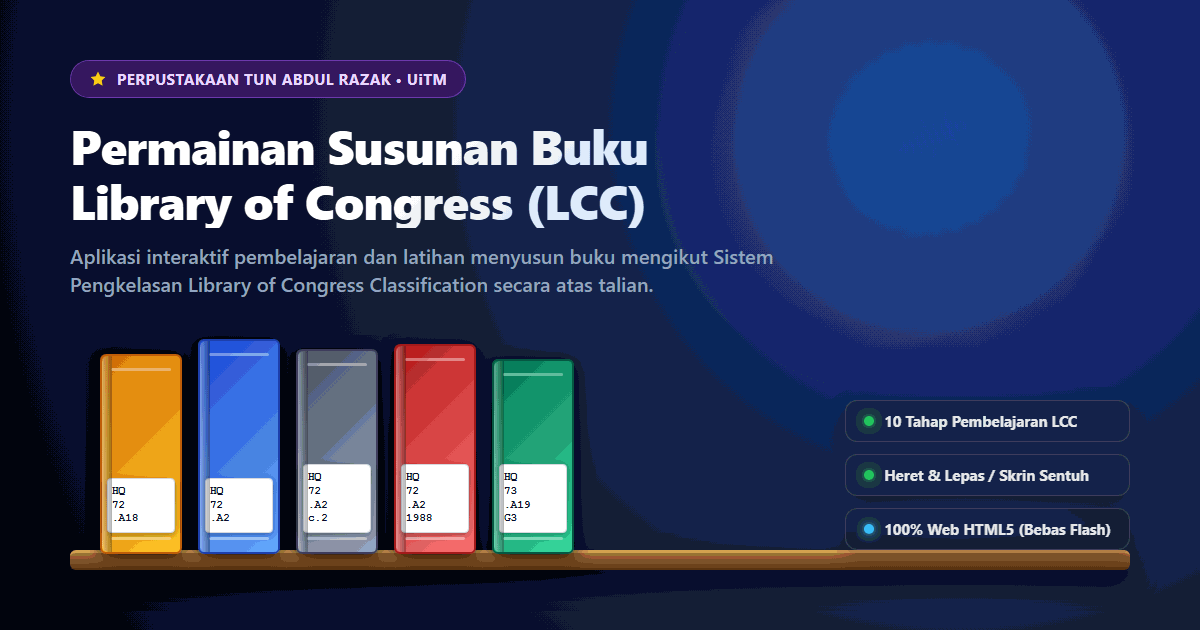 PERPUSTAKAAN TUN ABDUL RAZAK • UiTM
Permainan Susunan Buku
Library of Congress (LCC)
Aplikasi interaktif pembelajaran dan latihan menyusun buku mengikut Sistem
Pengkelasan Library of Congress Classification secara atas talian.
HQ
72
.A18
HQ
72
.A2
HQ
72
.A2
c.2
HQ
72
.A2
1988
HQ
73
.A19
G3
10 Tahap Pembelajaran LCC
Heret & Lepas / Skrin Sentuh
100% Web HTML5 (Bebas Flash)